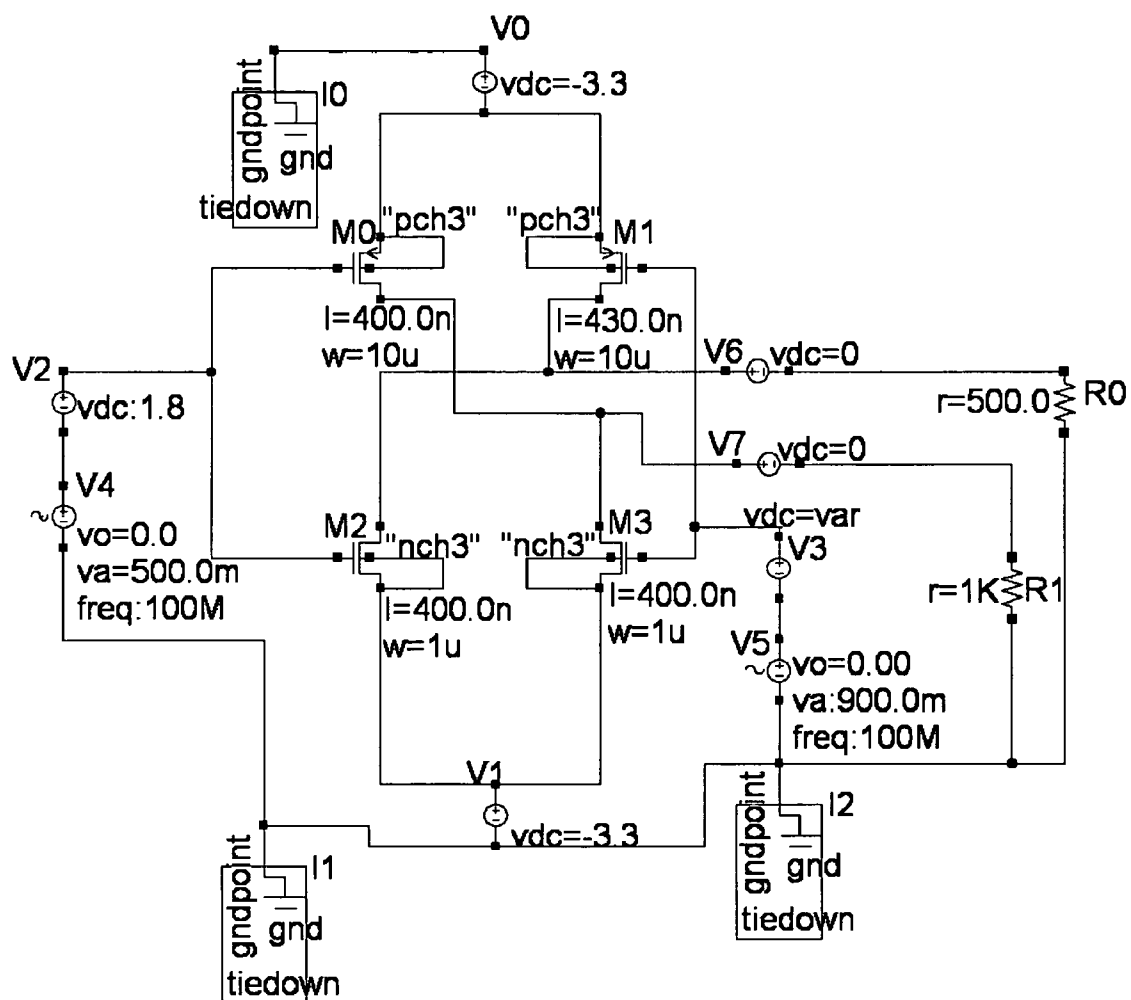 V0
vdc=-3.3
gndpoint
I0
gnd
tiedown
"pch3"
"pch3"
M0
M1
l=400.0n
w=10u
l=430.0n
w=10u
V2
vdc:1.8
V6
vdc=0
r=500.0
R0
V7
vdc=0
V4
vo=0.0
va=500.0m
freq:100M
M2
"nch3"
"nch3"
M3
vdc=var
V3
l=400.0n
w=1u
l=400.0n
w=1u
r=1K
R1
V5
vo=0.00
va:900.0m
freq:100M
V1
vdc=-3.3
gndpoint
I2
gnd
tiedown
gndpoint
I1
gnd
tiedown